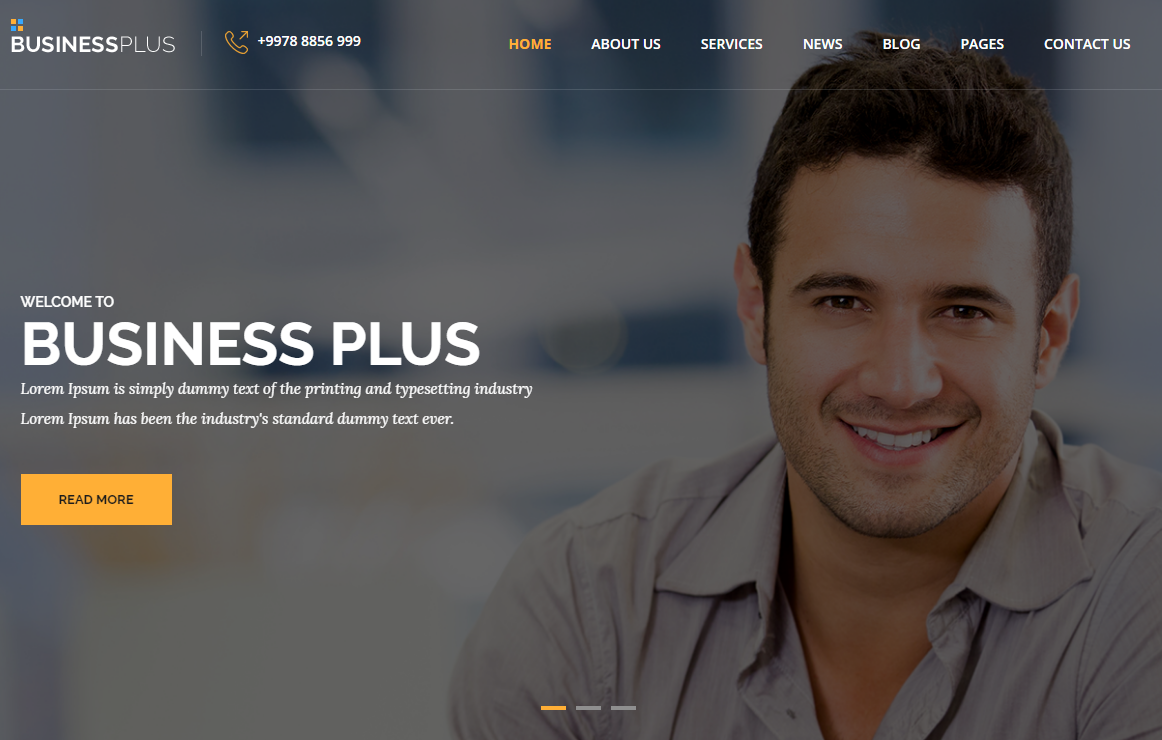 BUSINESSPLUS
+9978 8856 999
HOME ABOUT US SERVICES NEWS BLOG PAGES CONTACT US
WELCOME TO
BUSINESS PLUS
Lorem Ipsum is simply dummy text of the printing and typesetting industry
Lorem Ipsum has been the industry's standard dummy text ever.
READ MORE